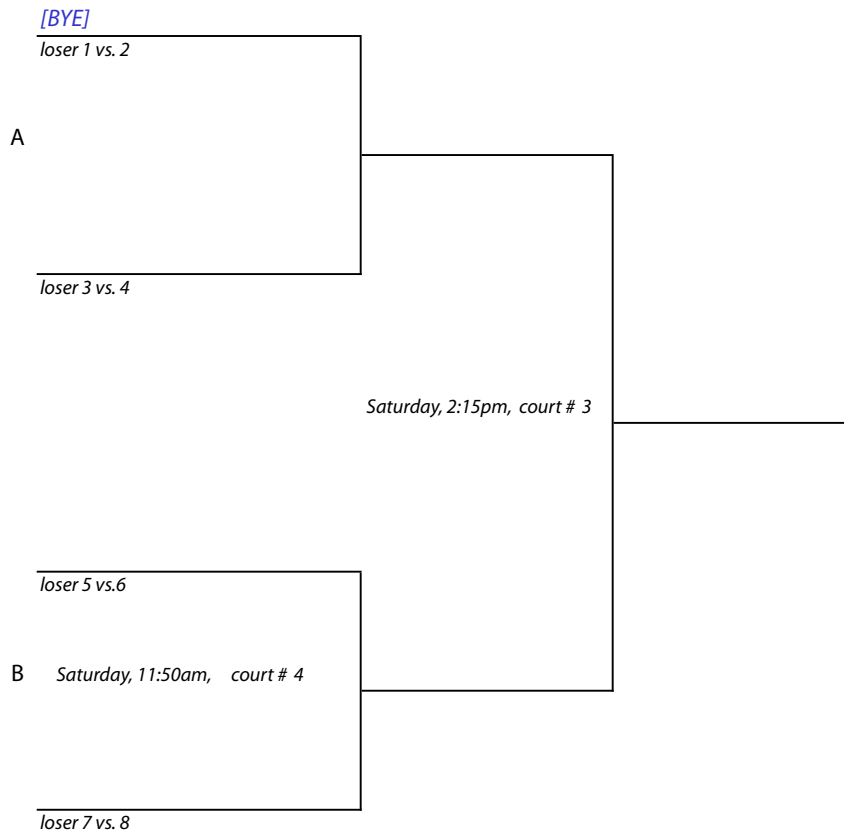 [BYE]
loser 1 vs. 2
A
loser 3 vs. 4
Saturday, 2:15pm, court # 3
loser 5 vs.6
B Saturday, 11:50am, court # 4
loser 7 vs. 8